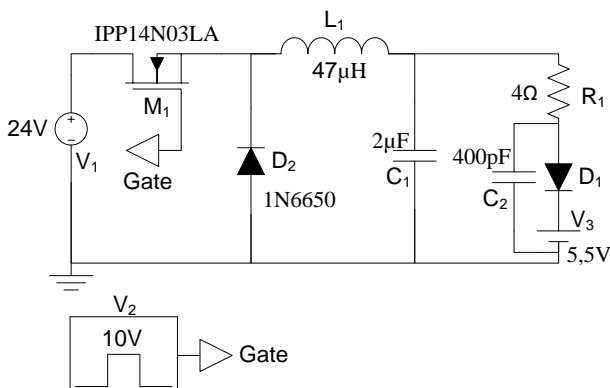 IPP14N03LA
L1
47µH
M1
24V
V1
Gate
D2
1N6650
2µF
C1
4Ω
R1
400pF
C2
D1
V3
5,5V
V2
10V
Gate